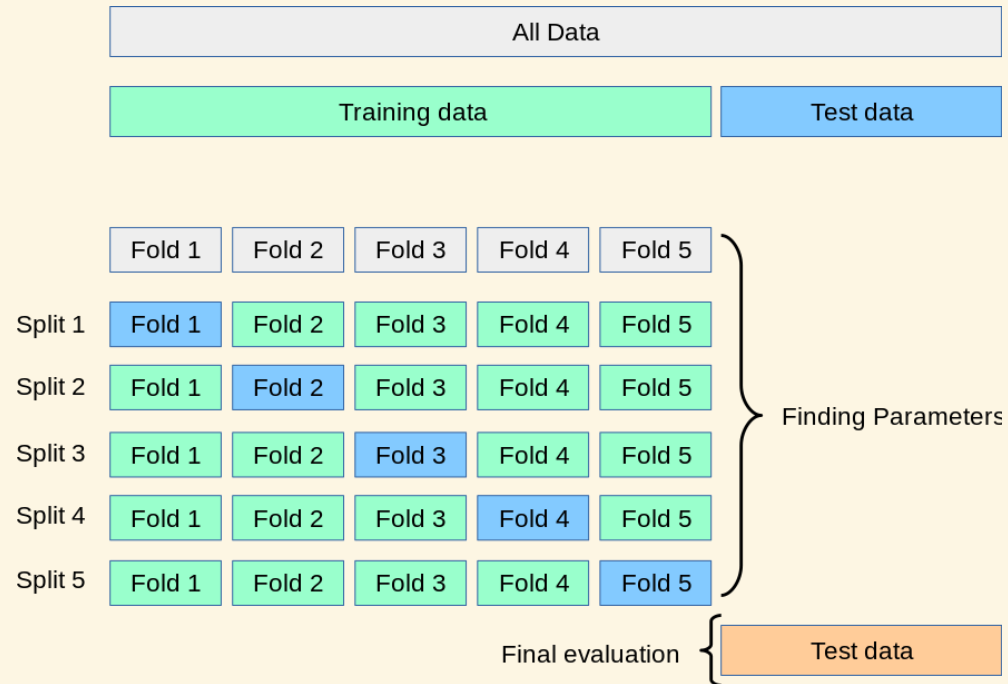 All Data
Training data Test data
Fold 1 Fold 2 Fold 3 Fold 4 Fold 5
Split 1 Fold 1 Fold 2 Fold 3 Fold 4 Fold 5
Split 2 Fold 1 Fold 2 Fold 3 Fold 4 Fold 5
Finding Parameters
Split 3 Fold 1 Fold 2 Fold 3 Fold 4 Fold 5
Split 4 Fold 1 Fold 2 Fold 3 Fold 4 Fold 5
Split 5 Fold 1 Fold 2 Fold 3 Fold 4 Fold 5
Final evaluation Test data